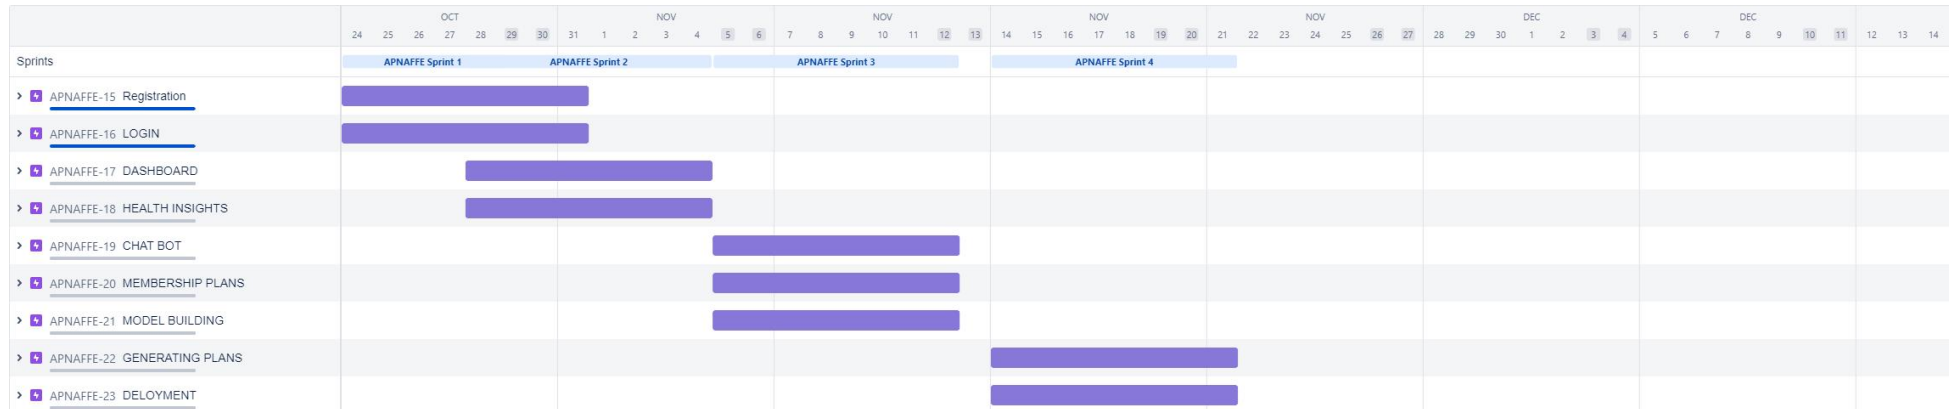 OCT NOV NOV NOV NOV DEC DEC
24 25 26 27 28 29 30 31 1 2 3 4 5 6 7 8 9 10 11 12 13 14 15 16 17 18 19 20 21 22 23 24 25 26 27 28 29 30 1 2 3 4 5 6 7 8 9 10 11 12 13 14
Sprints APNAFFE Sprint 1 APNAFFE Sprint 2 APNAFFE Sprint 3 APNAFFE Sprint 4
APNAFFE-15 Registration
APNAFFE-16 LOGIN
APNAFFE-17 DASHBOARD
APNAFFE-18 HEALTH INSIGHTS
APNAFFE-19 CHAT BOT
APNAFFE-20 MEMBERSHIP PLANS
APNAFFE-21 MODEL BUILDING
APNAFFE-22 GENERATING PLANS
APNAFFE-23 DELOYMENT